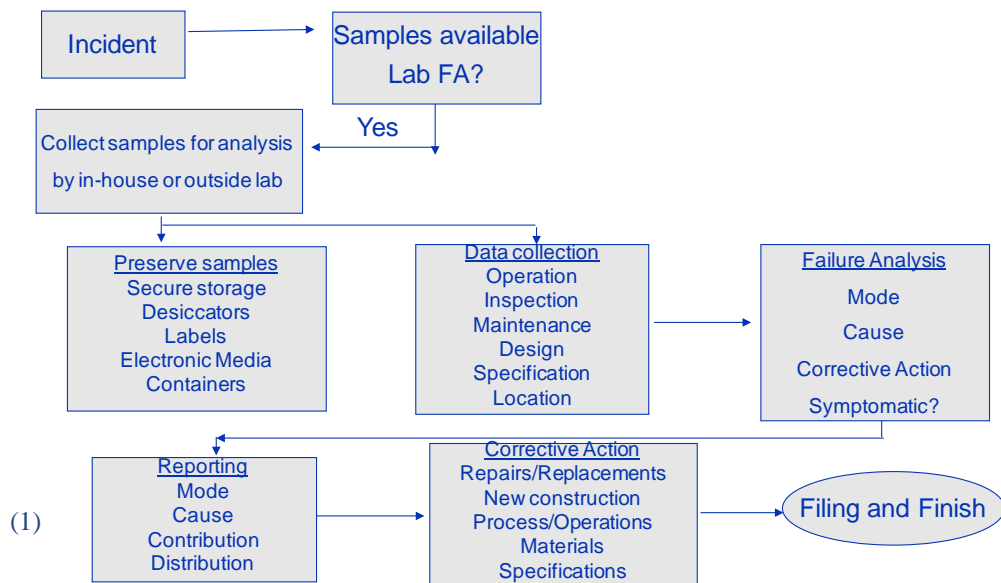 Incident
Samples available
Lab FA?
Yes
Collect samples for analysis
by in-house or outside lab
Preserve samples
Secure storage
Desiccators
Labels
Electronic Media
Containers
Data collection
Operation
Inspection
Maintenance
Design
Specification
Location
Failure Analysis
Mode
Cause
Corrective Action
Symptomatic?
Reporting
Mode
Cause
Contribution
Distribution
Corrective Action
Repairs/Replacements
New construction
Process/Operations
Materials
Specifications
Filing and Finish
(1)